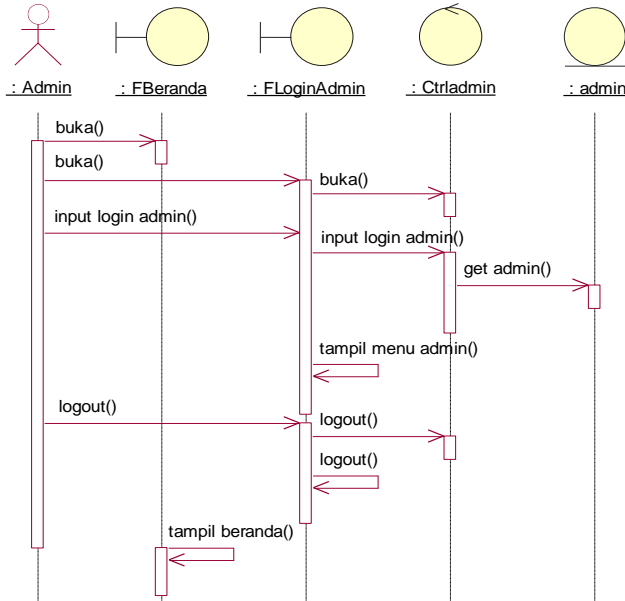 : Admin
: FBeranda
: FLoginAdmin
: Ctrladmin
: admin
buka()
buka()
buka()
input login admin()
input login admin()
get admin()
tampil menu admin()
logout()
logout()
logout()
tampil beranda()